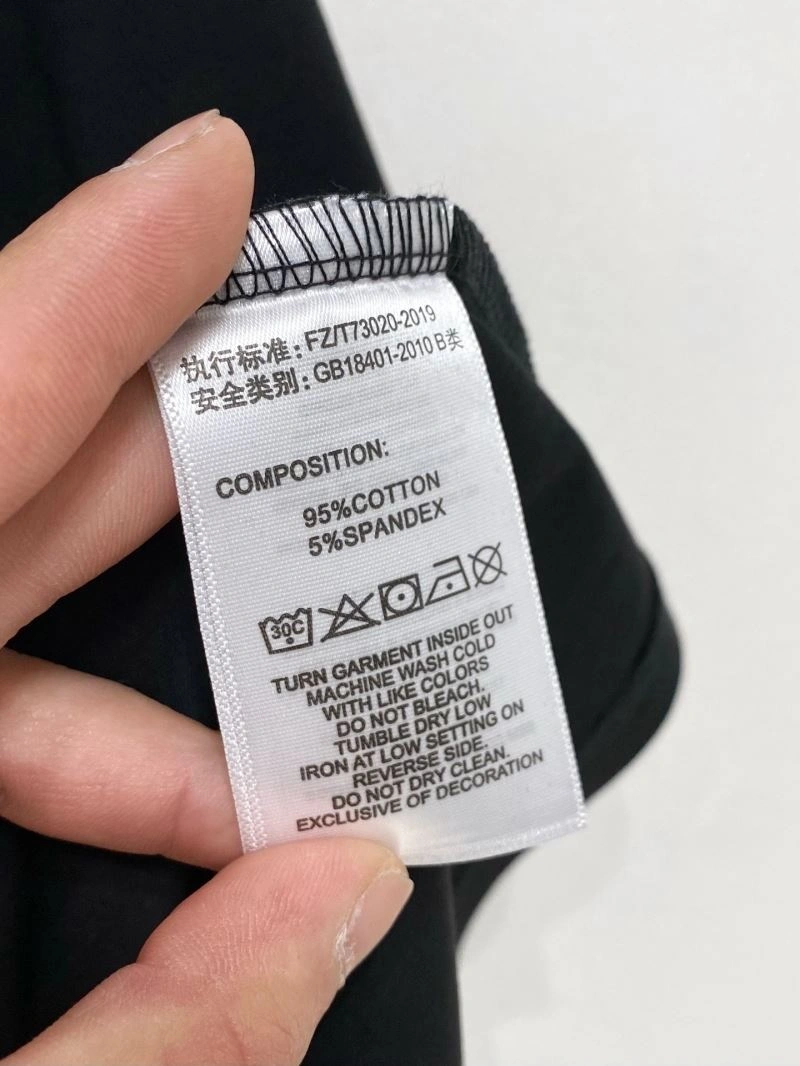 执行标准：FZ/T73020-2019
安全类别：GB18401-2010 B类
COMPOSITION:
95%COTTON
5%SPANDEX
30C
TURN GARMENT INSIDE OUT
MACHINE WASH COLD
WITH LIKE COLORS
DO NOT BLEACH.
TUMBLE DRY LOW
IRON AT LOW SETTING ON
REVERSE SIDE.
DO NOT DRY CLEAN.
EXCLUSIVE OF DECORATION